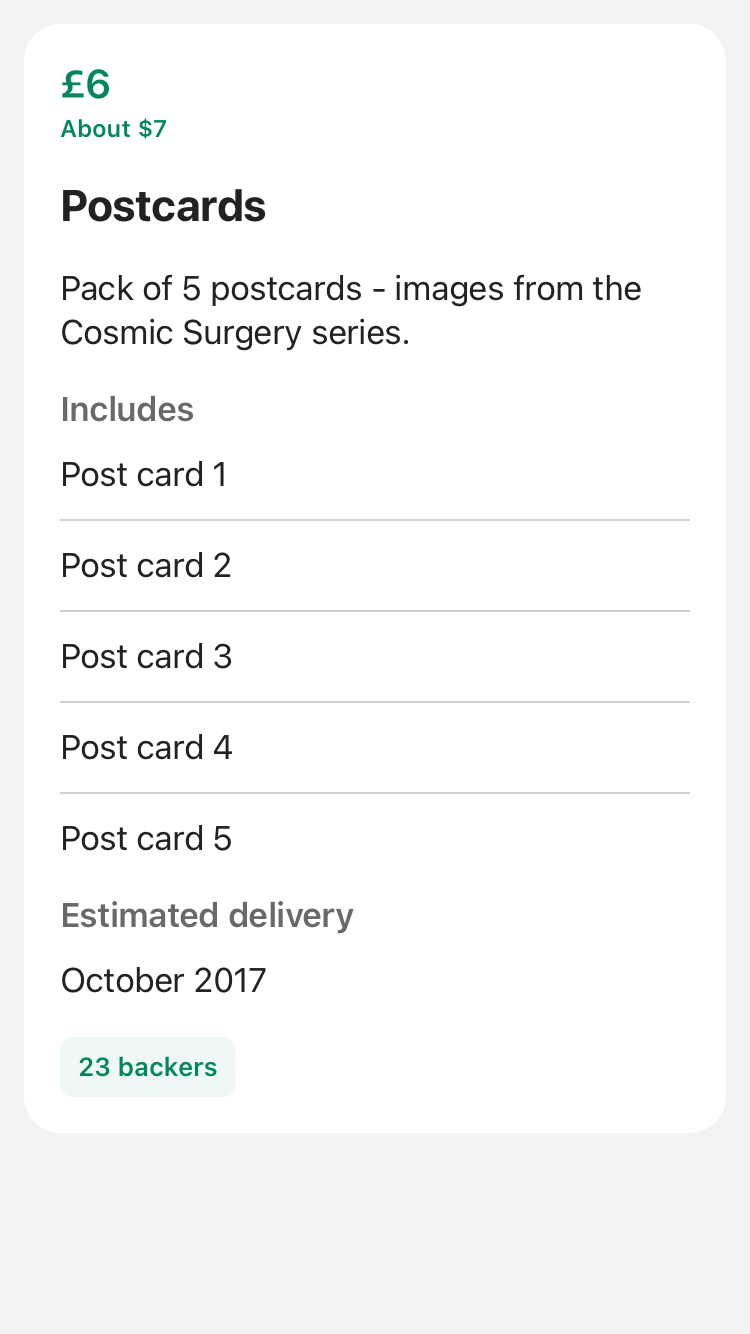 £6
About $7
Postcards
Pack of 5 postcards - images from the
Cosmic Surgery series.
Includes
Post card 1
Post card 2
Post card 3
Post card 4
Post card 5
Estimated delivery
October 2017
23 backers